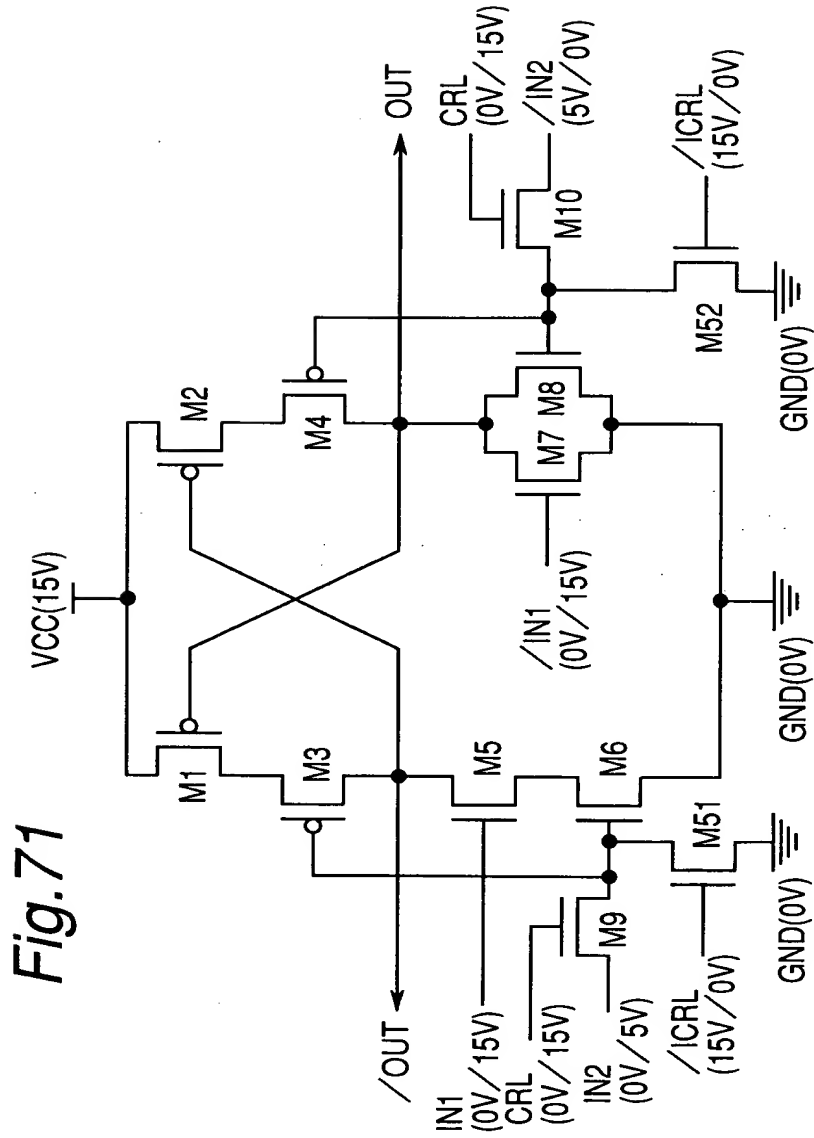 Fig.71
VCC(15V)
M1
M2
M3
M4
/OUT
OUT
IN1
(0V/15V)
M5
/IN1
(0V/15V)
M7
M8
CRL
(0V/15V)
/IN2
(5V/0V)
M10
CRL
(0V/15V)
M9
M6
IN2
(0V/5V)
/ICRL
(15V/0V)
M51
M52
/ICRL
(15V/0V)
GND(0V)
GND(0V)
GND(0V)